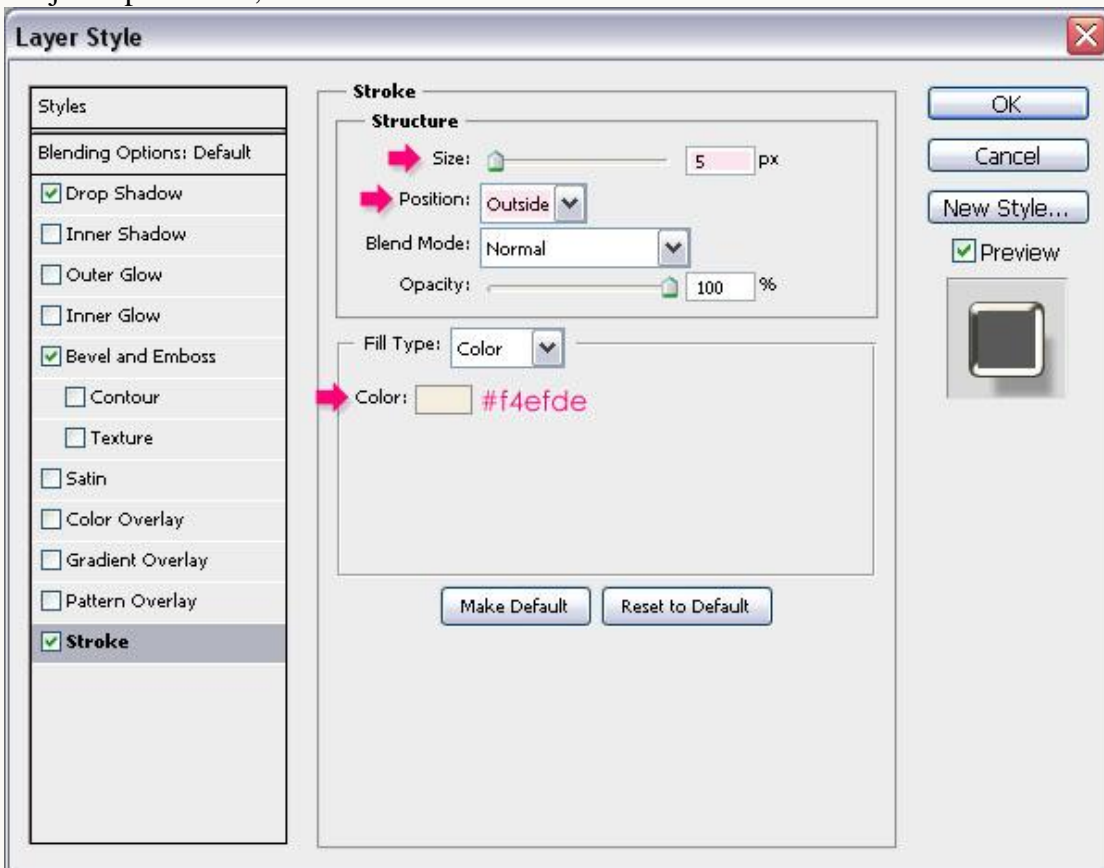 Layer Style
Styles
Blending Options: Default
Drop Shadow
Inner Shadow
Outer Glow
Inner Glow
Bevel and Emboss
Contour
Texture
Satin
Color Overlay
Gradient Overlay
Pattern Overlay
Stroke
Stroke
Structure
Size: 5 px
Position: Outside
Blend Mode: Normal
Opacity: 100 %
Fill Type: Color
Color: #f4efde
Make Default Reset to Default
OK
Cancel
New Style...
Preview